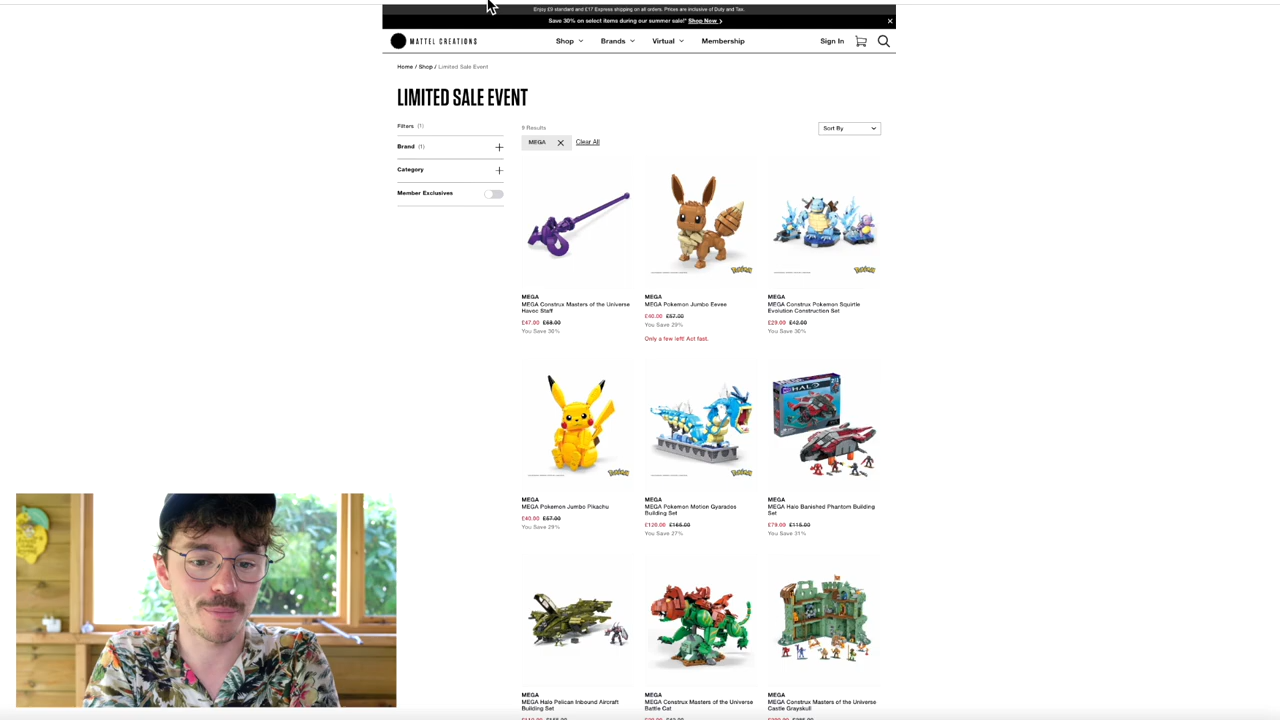 Enjoy £9 standard and £17 Express shipping on all orders. Prices are inclusive of Duty and Tax.
Save 30% on select items during our summer sale!* Shop Now >
MATTEL CREATIONS
Shop
Brands
Virtual
Membership
Sign In
Home / Shop / Limited Sale Event
LIMITED SALE EVENT
Filters (1)
Brand (1)
Category
Member Exclusives
9 Results
Sort By
MEGA
Clear All
MEGA
MEGA Construx Masters of the Universe
Havoc Staff
£47.00 £68.00
You Save 30%
Pokémon
MEGA
MEGA Pokemon Jumbo Eevee
£40.00 £57.00
You Save 29%
Only a few left! Act fast.
Pokémon
MEGA
MEGA Construx Pokemon Squirtle
Evolution Construction Set
£29.00 £42.00
You Save 30%
Pokémon
MEGA
MEGA Pokemon Jumbo Pikachu
£40.00 £57.00
You Save 29%
Pokémon
MEGA
MEGA Pokemon Motion Gyarados
Building Set
£120.00 £165.00
You Save 27%
HALO
MEGA
MEGA Halo Banished Phantom Building
Set
£79.00 £115.00
You Save 31%
MEGA
MEGA Halo Pelican Inbound Aircraft
Building Set
MEGA
MEGA Construx Masters of the Universe
Battle Cat
MEGA
MEGA Construx Masters of the Universe
Castle Grayskull